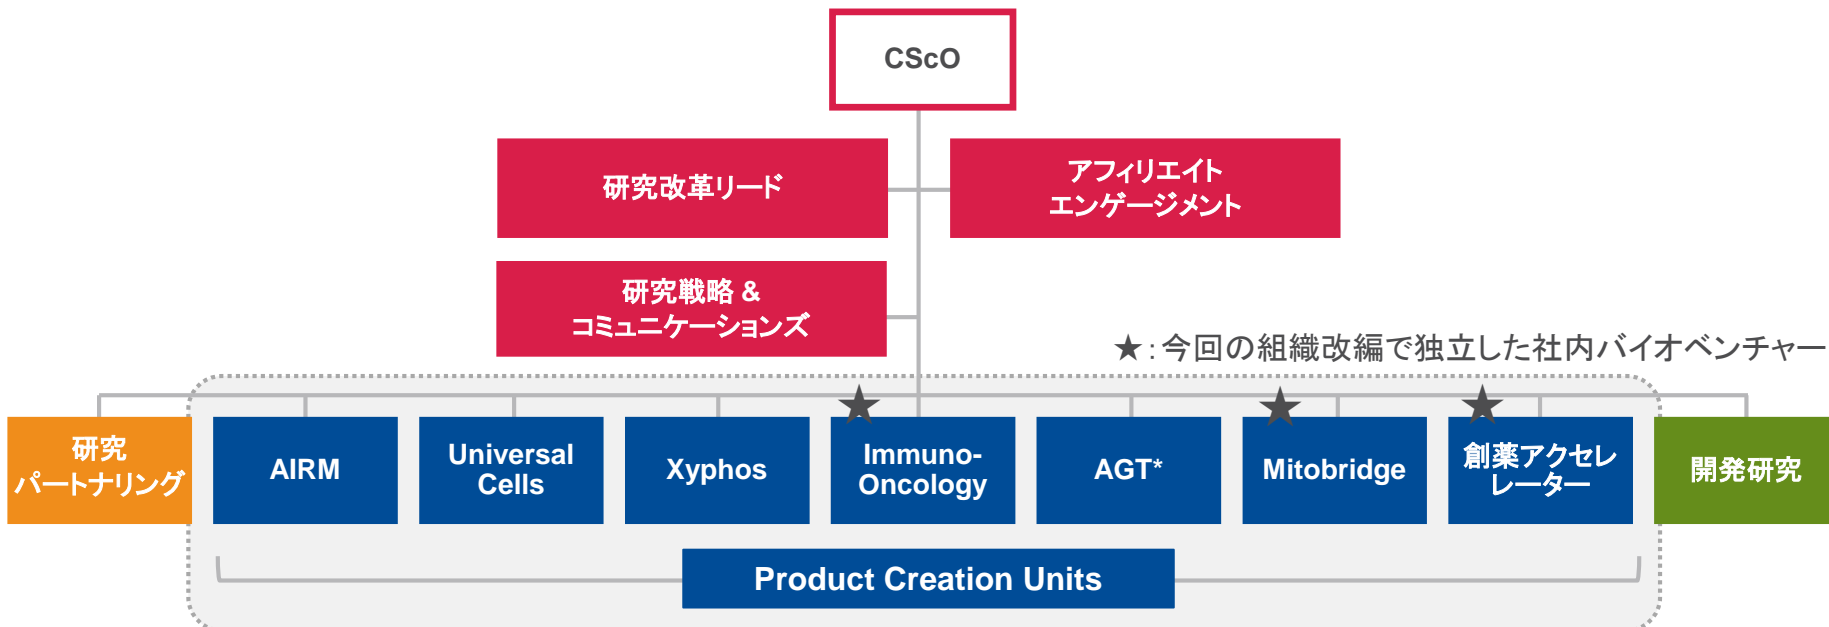 CScO
研究改革リード
アフィリエイト
エンゲージメント
研究戦略 &
コミュニケーションズ
★：今回の組織改編で独立した社内バイオベンチャー
研究
パートナリング
AIRM
Universal
Cells
Xyphos
Immuno-
Oncology
AGT*
Mitobridge
創薬アクセレ
レーター
開発研究
Product Creation Units